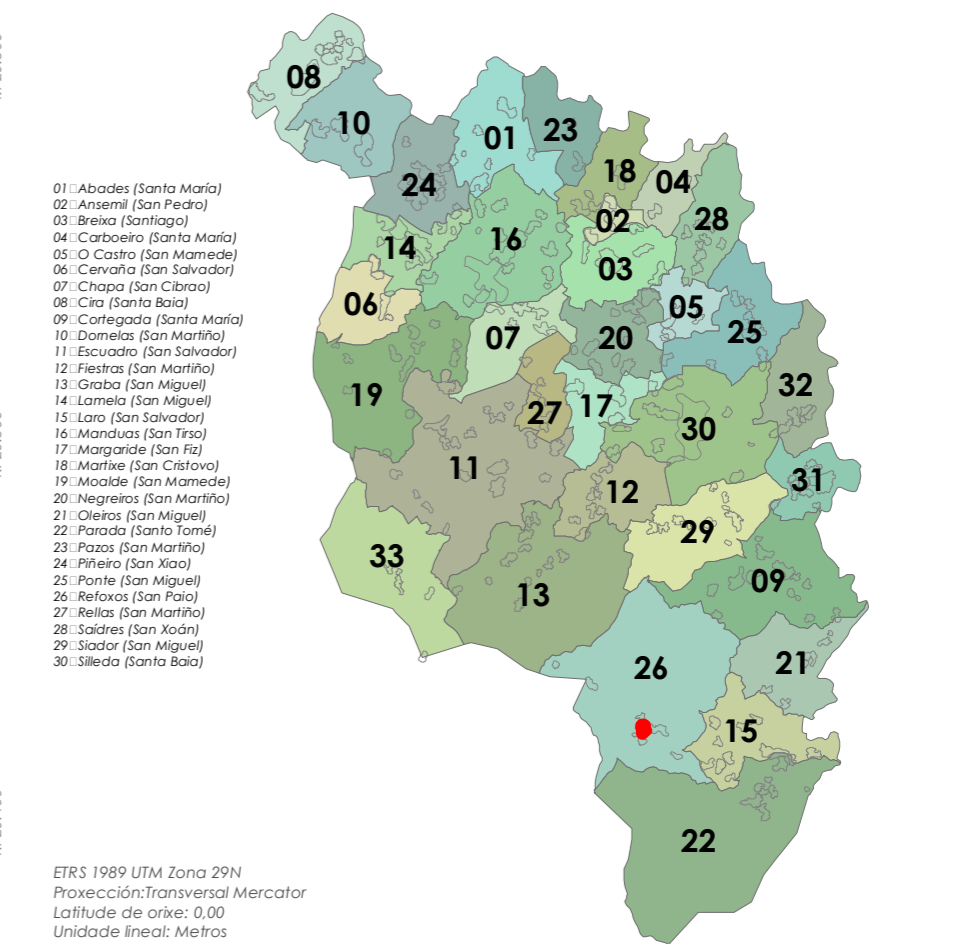 08
10
01
23
24
18
04
02
28
14
16
03
06
05
07
20
25
19
27
17
32
30
11
12
31
29
33
13
09
26
21
15
22
01□Abades (Santa María)
02□Ansemil (San Pedro)
03□Breixa (Santiago)
04□Carboeiro (Santa María)
05□O Castro (San Mamede)
06□Cervaña (San Salvador)
07□Chapa (San Cibrao)
08□Cira (Santa Baia)
09□Cortegada (Santa María)
10□Dornelas (San Martiño)
11□Escuadro (San Salvador)
12□Fiestras (San Martiño)
13□Graba (San Miguel)
14□Lamela (San Miguel)
15□Laro (San Salvador)
16□Manduas (San Tirso)
17□Margaride (San Fiz)
18□Martixe (San Cristovo)
19□Moalde (San Mamede)
20□Negreiros (San Martiño)
21□Oleiros (San Miguel)
22□Parada (Santo Tomé)
23□Pazos (San Martiño)
24□Piñeiro (San Xiao)
25□Ponte (San Miguel)
26□Refoxos (San Paio)
27□Rellas (San Martiño)
28□Saídres (San Xoán)
29□Siador (San Miguel)
30□Silleda (Santa Baia)
ETRS 1989 UTM Zona 29N
Proxección:Transversal Mercator
Latitude de orixe: 0,00
Unidade lineal: Metros